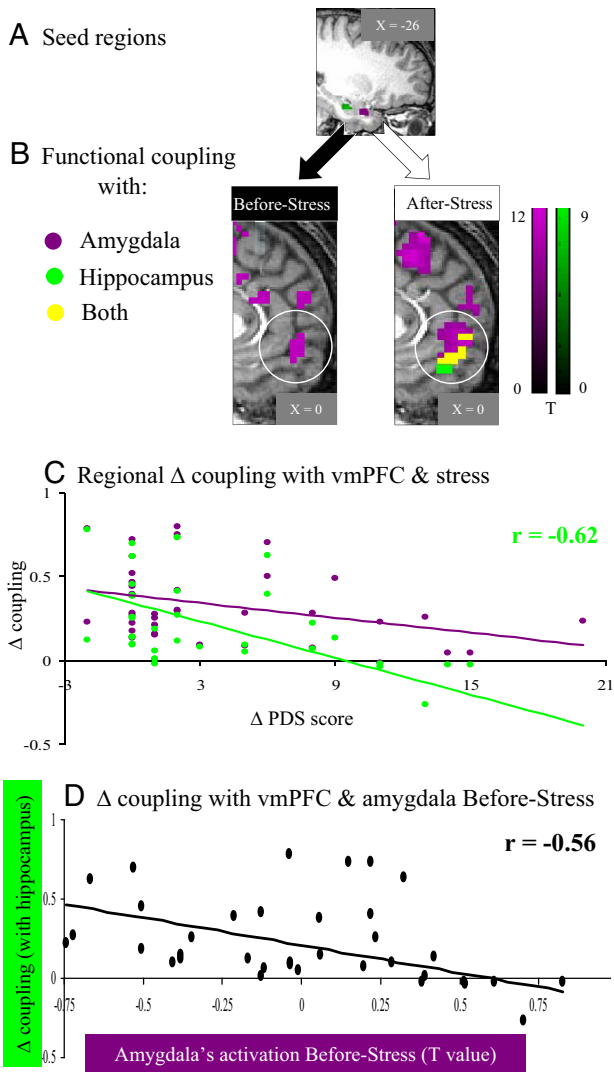 A Seed regions
X = -26
B Functional coupling
with:
Before-Stress
After-Stress
Amygdala
Hippocampus
Both
12
9
0
0
T
X = 0
X = 0
C Regional Δ coupling with vmPFC & stress
1
r = -0.62
0.5
Δ coupling
0
-3
3
9
15
21
Δ PDS score
-0.5
D Δ coupling with vmPFC & amygdala Before-Stress
1
r = -0.56
Δ coupling (with hippocampus)
0.5
0
-0.75
-0.5
-0.25
0
0.25
0.5
0.75
-0.5
Amygdala's activation Before-Stress (T value)